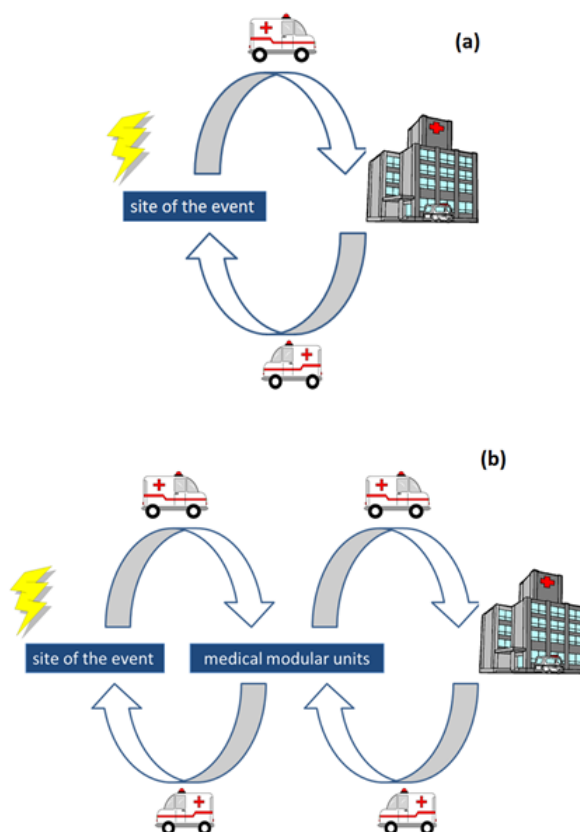 (a)
site of the event
(b)
site of the event
medical modular units